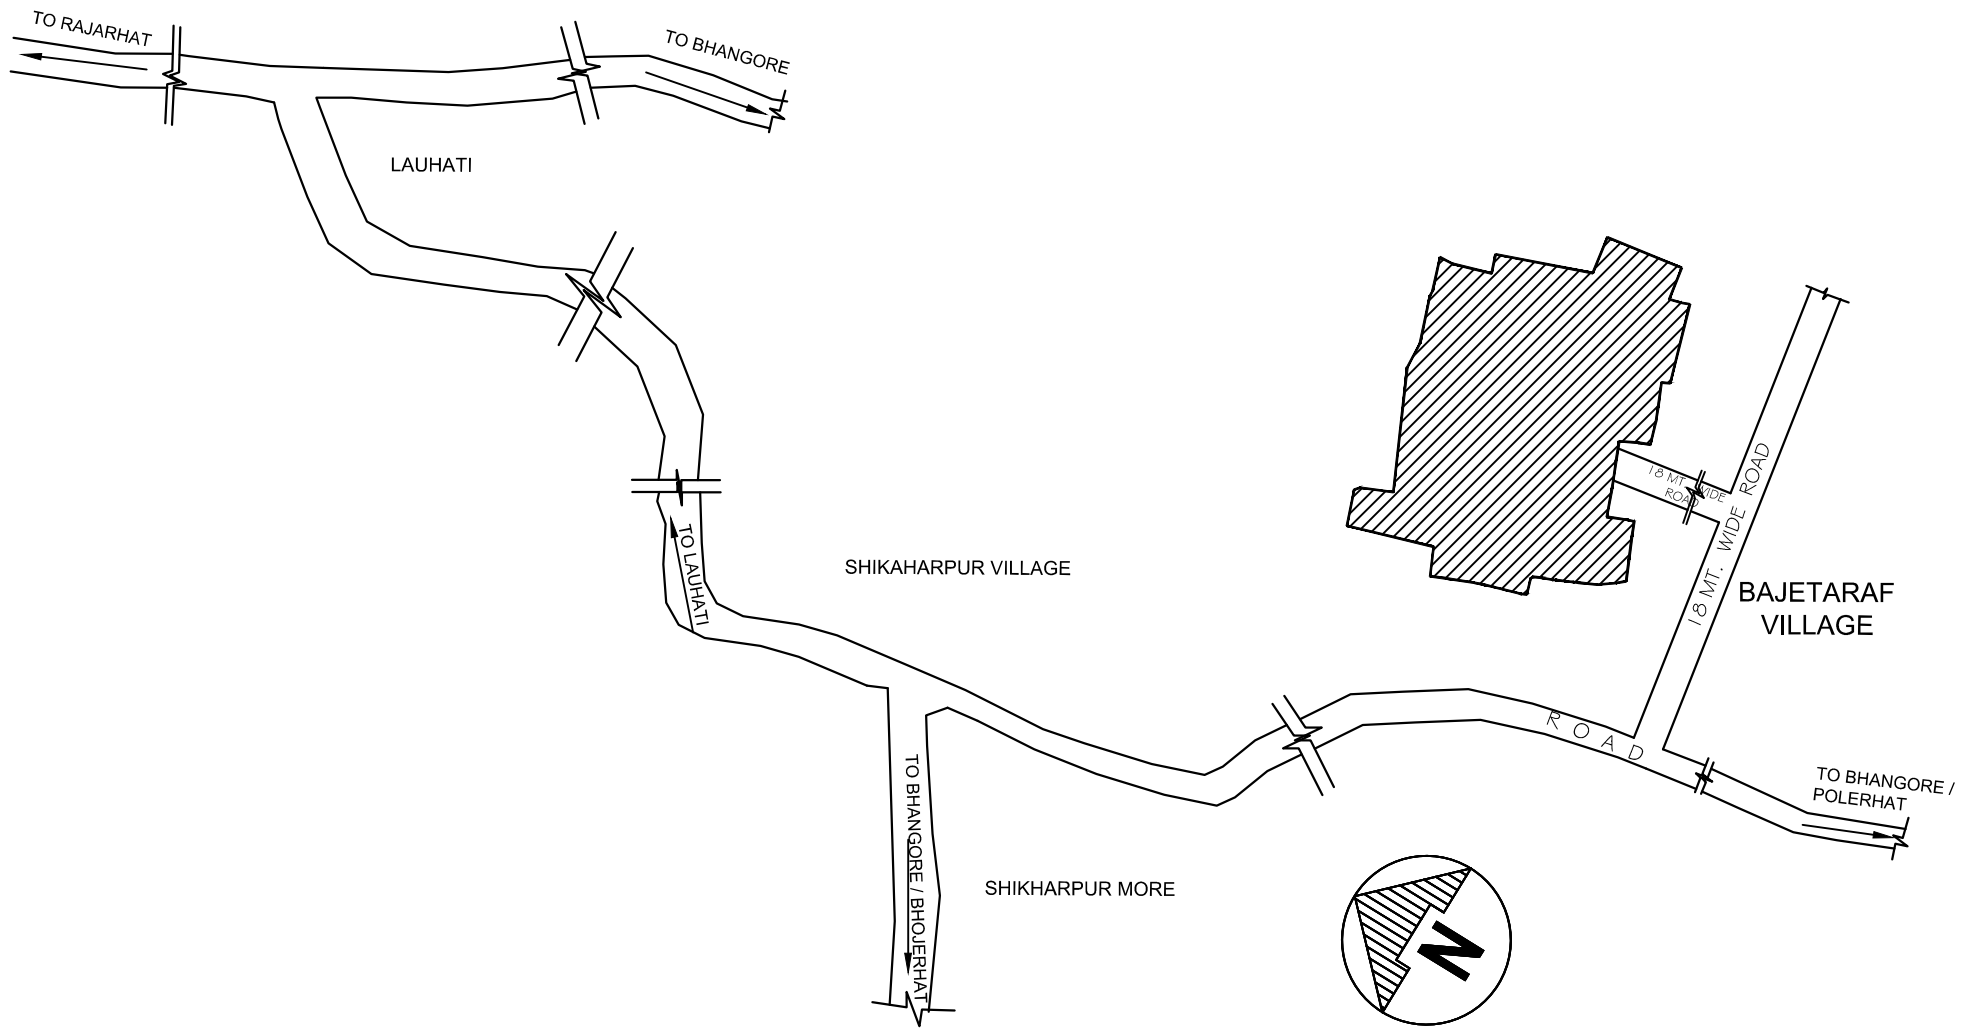 TO RAJARHAT
TO BHANGORE
LAUHATI
TO LAUHATI
SHIKAHARPUR VILLAGE
18 MT. WIDE
ROAD
18 MT. WIDE ROAD
BAJETARAF
VILLAGE
ROAD
TO BHANGORE /
POLERHAT
TO BHANGORE / BHOJERHAT
SHIKHARPUR MORE
N